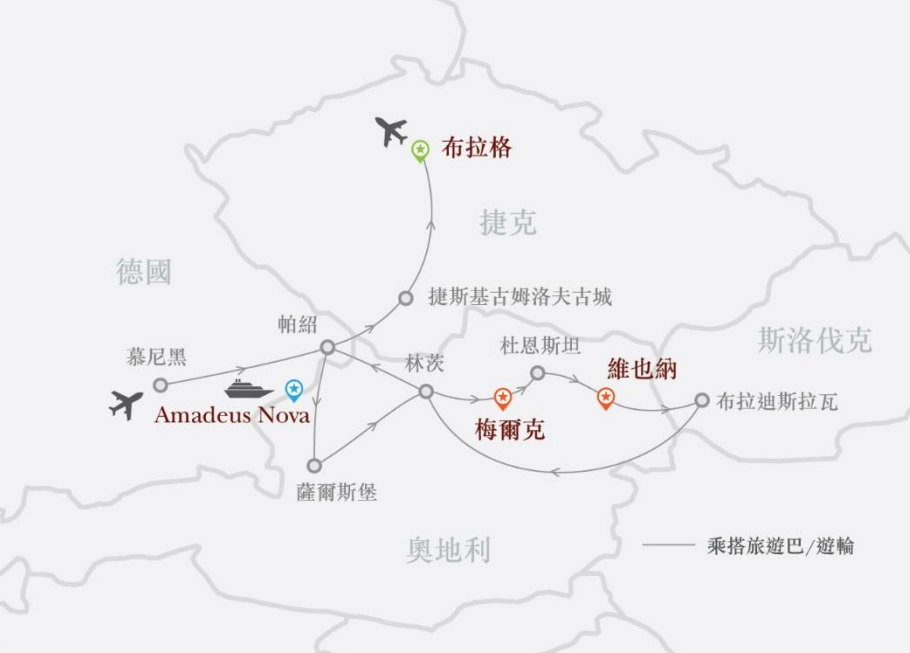 布拉格
捷克
德國
捷斯基古姆洛夫古城
帕紹
斯洛伐克
杜恩斯坦
慕尼黑
林茨
維也納
Amadeus Nova
布拉迪斯拉瓦
梅爾克
薩爾斯堡
奧地利
乘搭旅遊巴/遊輪